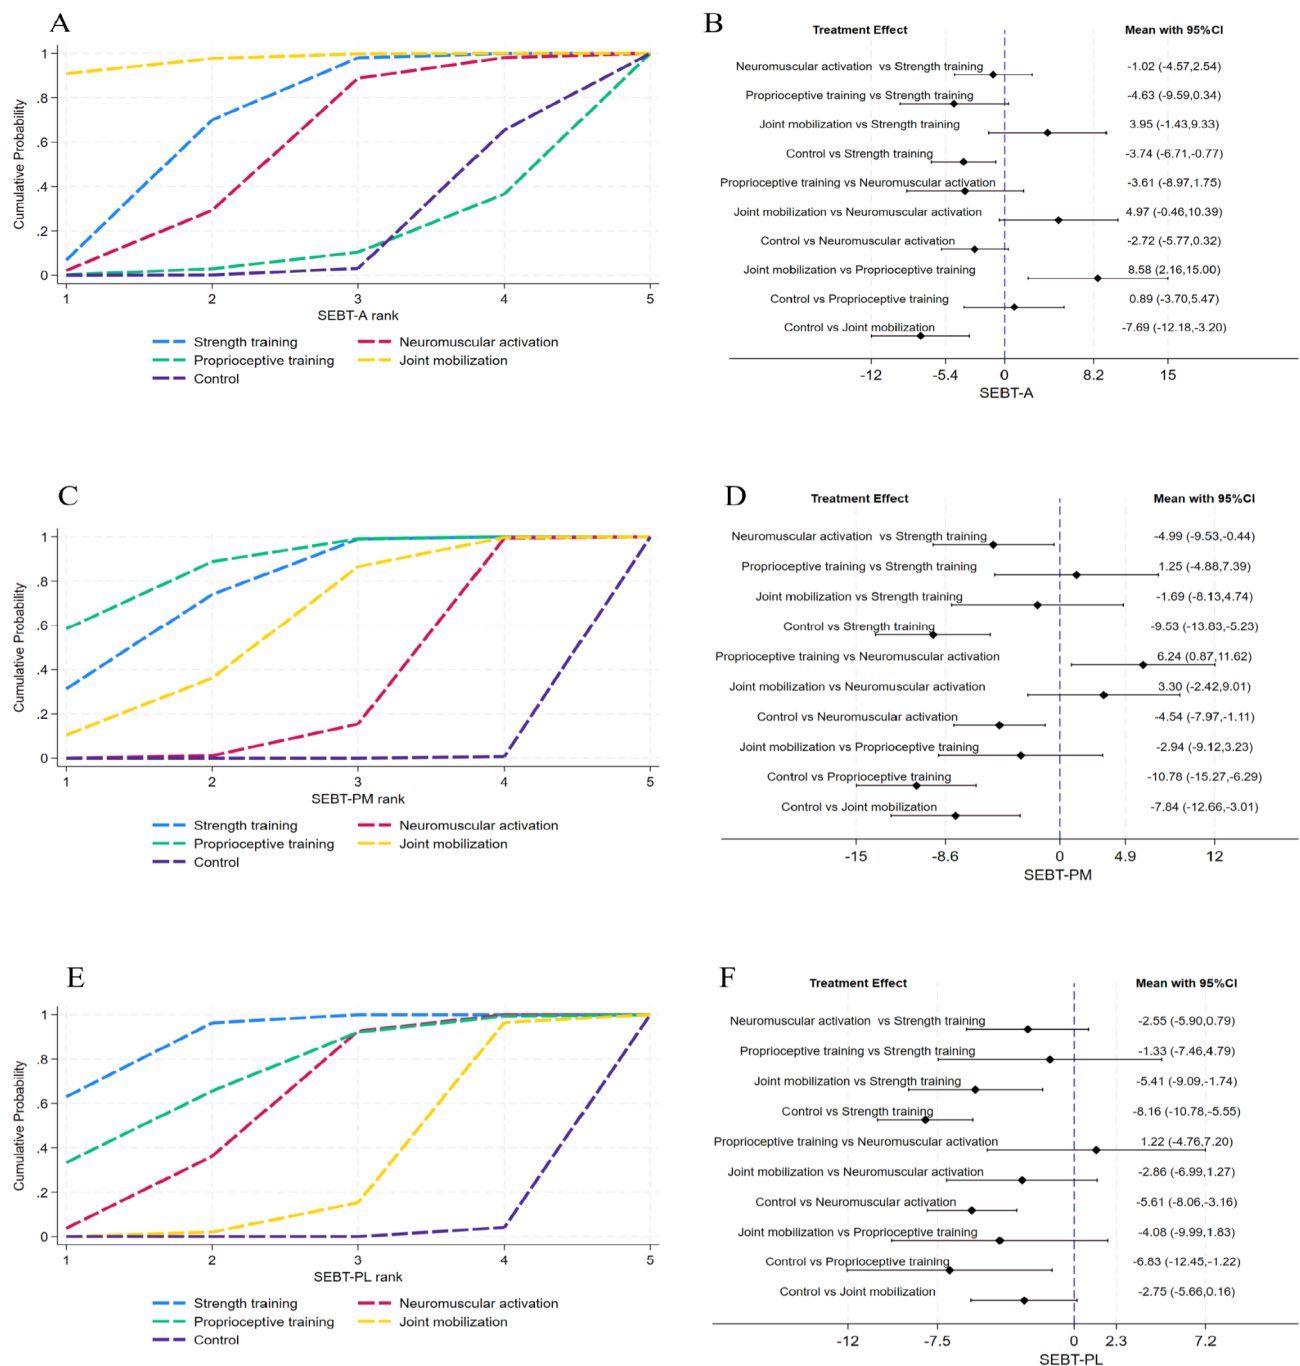 A
1
.8
.6
.4
.2
0
Cumulative Probability
1 2 3 4 5
SEBT-A rank
Strength training Neuromuscular activation
Proprioceptive training Joint mobilization
Control
B
Treatment Effect Mean with 95%CI
Neuromuscular activation vs Strength training -1.02 (-4.57,2.54)
Proprioceptive training vs Strength training -4.63 (-9.59,0.34)
Joint mobilization vs Strength training 3.95 (-1.43,9.33)
Control vs Strength training -3.74 (-6.71,-0.77)
Proprioceptive training vs Neuromuscular activation -3.61 (-8.97,1.75)
Joint mobilization vs Neuromuscular activation 4.97 (-0.46,10.39)
Control vs Neuromuscular activation -2.72 (-5.77,0.32)
Joint mobilization vs Proprioceptive training 8.58 (2.16,15.00)
Control vs Proprioceptive training 0.89 (-3.70,5.47)
Control vs Joint mobilization -7.69 (-12.18,-3.20)
-12 -5.4 0 8.2 15
SEBT-A
C
1
.8
.6
.4
.2
0
Cumulative Probability
1 2 3 4 5
SEBT-PM rank
Strength training Neuromuscular activation
Proprioceptive training Joint mobilization
Control
D
Treatment Effect Mean with 95%CI
Neuromuscular activation vs Strength training -4.99 (-9.53,-0.44)
Proprioceptive training vs Strength training 1.25 (-4.88,7.39)
Joint mobilization vs Strength training -1.69 (-8.13,4.74)
Control vs Strength training -9.53 (-13.83,-5.23)
Proprioceptive training vs Neuromuscular activation 6.24 (0.87,11.62)
Joint mobilization vs Neuromuscular activation 3.30 (-2.42,9.01)
Control vs Neuromuscular activation -4.54 (-7.97,-1.11)
Joint mobilization vs Proprioceptive training -2.94 (-9.12,3.23)
Control vs Proprioceptive training -10.78 (-15.27,-6.29)
Control vs Joint mobilization -7.84 (-12.66,-3.01)
-15 -8.6 0 4.9 12
SEBT-PM
E
1
.8
.6
.4
.2
0
Cumulative Probability
1 2 3 4 5
SEBT-PL rank
Strength training Neuromuscular activation
Proprioceptive training Joint mobilization
Control
F
Treatment Effect Mean with 95%CI
Neuromuscular activation vs Strength training -2.55 (-5.90,0.79)
Proprioceptive training vs Strength training -1.33 (-7.46,4.79)
Joint mobilization vs Strength training -5.41 (-9.09,-1.74)
Control vs Strength training -8.16 (-10.78,-5.55)
Proprioceptive training vs Neuromuscular activation 1.22 (-4.76,7.20)
Joint mobilization vs Neuromuscular activation -2.86 (-6.99,1.27)
Control vs Neuromuscular activation -5.61 (-8.06,-3.16)
Joint mobilization vs Proprioceptive training -4.08 (-9.99,1.83)
Control vs Proprioceptive training -6.83 (-12.45,-1.22)
Control vs Joint mobilization -2.75 (-5.66,0.16)
-12 -7.5 0 2.3 7.2
SEBT-PL